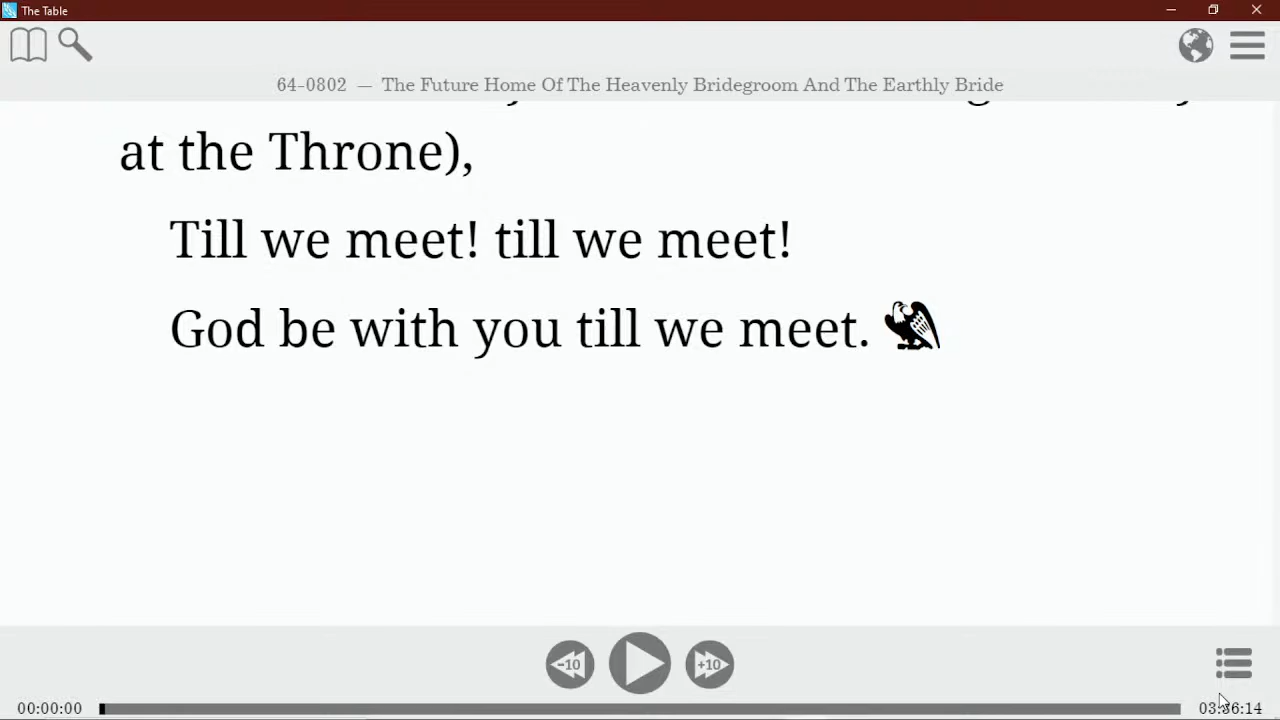 The Table
64-0802 — The Future Home Of The Heavenly Bridegroom And The Earthly Bride
at the Throne),
Till we meet! till we meet!
God be with you till we meet.
-10
+10
00:00:00
03:36:14